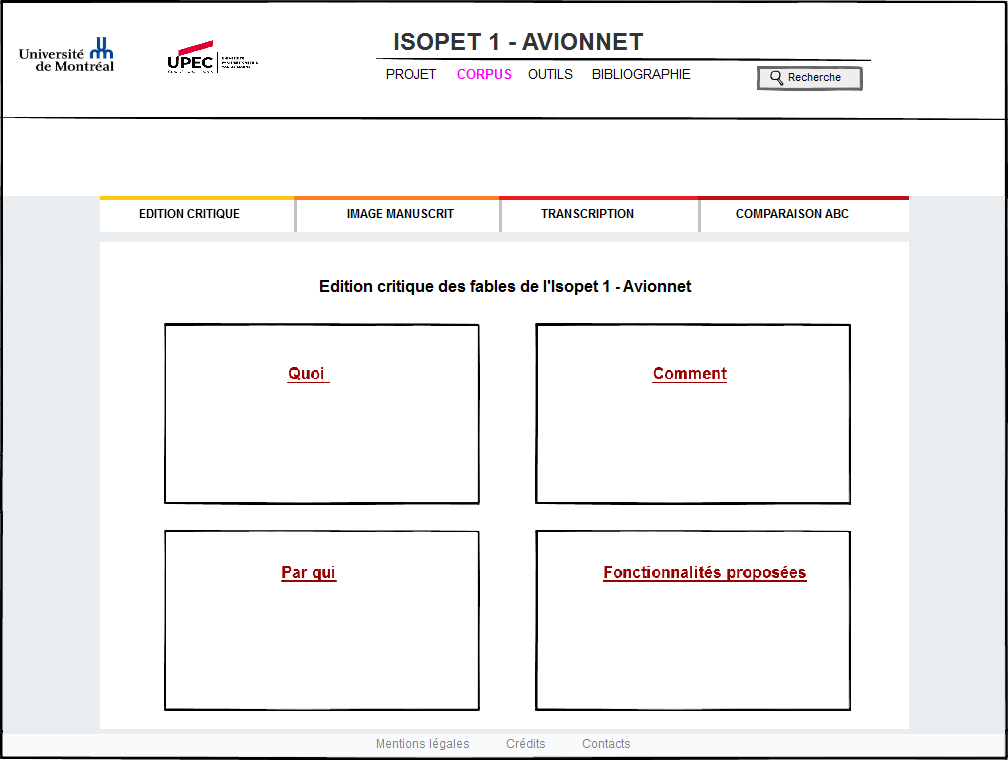 Université
de Montréal
UPEC
ISOPET 1 - AVIONNET
PROJET CORPUS OUTILS BIBLIOGRAPHIE
Recherche
EDITION CRITIQUE IMAGE MANUSCRIT TRANSCRIPTION COMPARAISON ABC
Edition critique des fables de l'Isopet 1 - Avionnet
Quoi Comment
Par qui Fonctionnalités proposées
Mentions légales Crédits Contacts